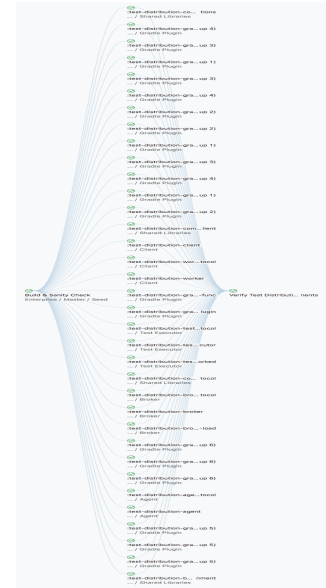 :test-distribution-co... tions
... / Shared Libraries
:test-distribution-gra...up 4)
... / Gradle Plugin
:test-distribution-gra...up 3)
... / Gradle Plugin
:test-distribution-gra...up 1)
... / Gradle Plugin
:test-distribution-gra...up 3)
... / Gradle Plugin
:test-distribution-gra...up 4)
... / Gradle Plugin
:test-distribution-gra...up 2)
... / Gradle Plugin
:test-distribution-gra...up 2)
... / Gradle Plugin
:test-distribution-gra...up 1)
... / Gradle Plugin
:test-distribution-gra...up 3)
... / Gradle Plugin
:test-distribution-gra...up 4)
... / Gradle Plugin
:test-distribution-gra...up 1)
... / Gradle Plugin
:test-distribution-gra...up 2)
... / Gradle Plugin
:test-distribution-com...lient
... / Shared Libraries
:test-distribution-client
... / Client
:test-distribution-wor...tocol
... / Client
:test-distribution-worker
... / Client
Build & Sanity Check
Enterprise / Master / Seed
:test-distribution-gra...-func
... / Gradle Plugin
Verify Test Distributi... nents
:test-distribution-gra... lugin
... / Gradle Plugin
:test-distribution-test...tocol
... / Test Executor
:test-distribution-tes...cutor
... / Test Executor
:test-distribution-tes...orked
... / Test Executor
:test-distribution-co... tocol
... / Shared Libraries
:test-distribution-bro...tocol
... / Broker
:test-distribution-broker
... / Broker
:test-distribution-bro...-load
... / Broker
:test-distribution-gra...up 6)
... / Gradle Plugin
:test-distribution-gra...up 6)
... / Gradle Plugin
:test-distribution-gra...up 6)
... / Gradle Plugin
:test-distribution-age...tocol
... / Agent
:test-distribution-agent
... / Agent
:test-distribution-gra...up 5)
... / Gradle Plugin
:test-distribution-gra...up 5)
... / Gradle Plugin
:test-distribution-gra...up 5)
... / Gradle Plugin
:test-distribution-b... nment
... / Shared Libraries